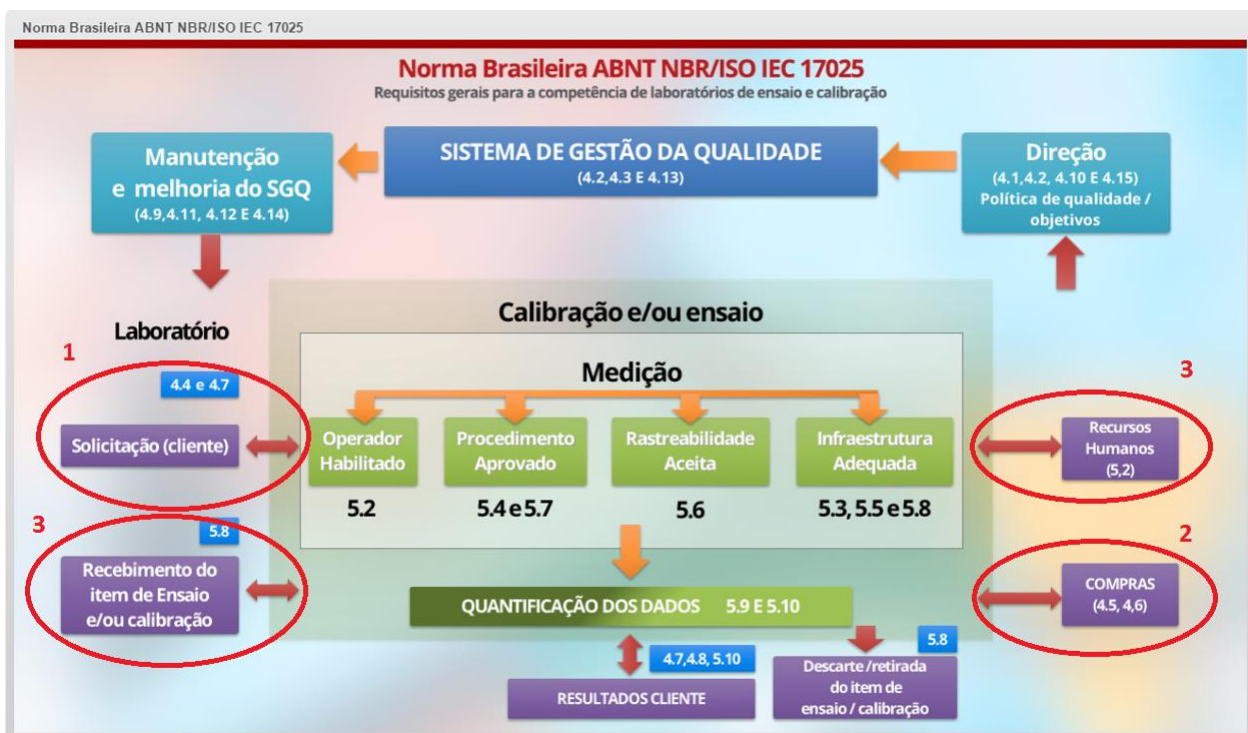 Norma Brasileira ABNT NBR/ISO IEC 17025
Norma Brasileira ABNT NBR/ISO IEC 17025
Requisitos gerais para a competência de laboratórios de ensaio e calibração
Manutenção
e melhoria do SGQ
(4.9,4.11, 4.12 E 4.14)
SISTEMA DE GESTÃO DA QUALIDADE
(4.2,4.3 E 4.13)
Direção
(4.1,4.2, 4.10 E 4.15)
Política de qualidade /
objetivos
Laboratório
1
4.4 e 4.7
Solicitação (cliente)
3
5.8
Recebimento do
item de Ensaio
e/ou calibração
Calibração e/ou ensaio
Medição
Operador
Habilitado
5.2
Procedimento
Aprovado
5.4 e 5.7
Rastreabilidade
Aceita
5.6
Infraestrutura
Adequada
5.3, 5.5 e 5.8
QUANTIFICAÇÃO DOS DADOS 5.9 E 5.10
4.7,4.8, 5.10
RESULTADOS CLIENTE
5.8
Descarte /retirada
do item de
ensaio / calibração
3
Recursos
Humanos
(5,2)
2
COMPRAS
(4.5, 4,6)